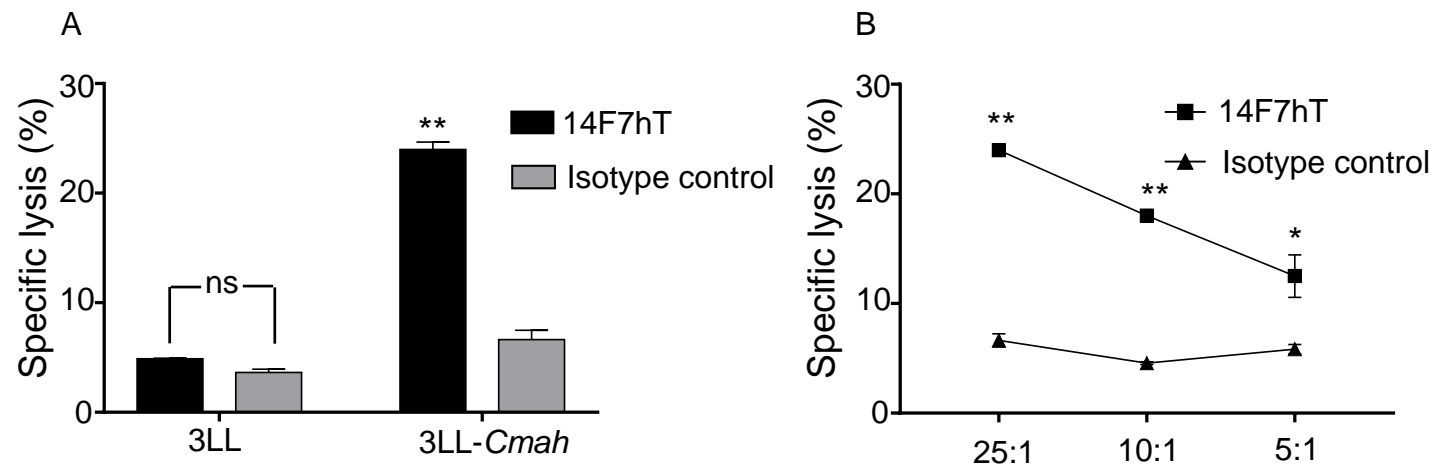 A
Specific lysis (%)
30
20
10
0
**
ns
14F7hT
Isotype control
3LL
3LL-Cmah
B
Specific lysis (%)
30
20
10
0
**
**
*
14F7hT
Isotype control
25:1
10:1
5:1